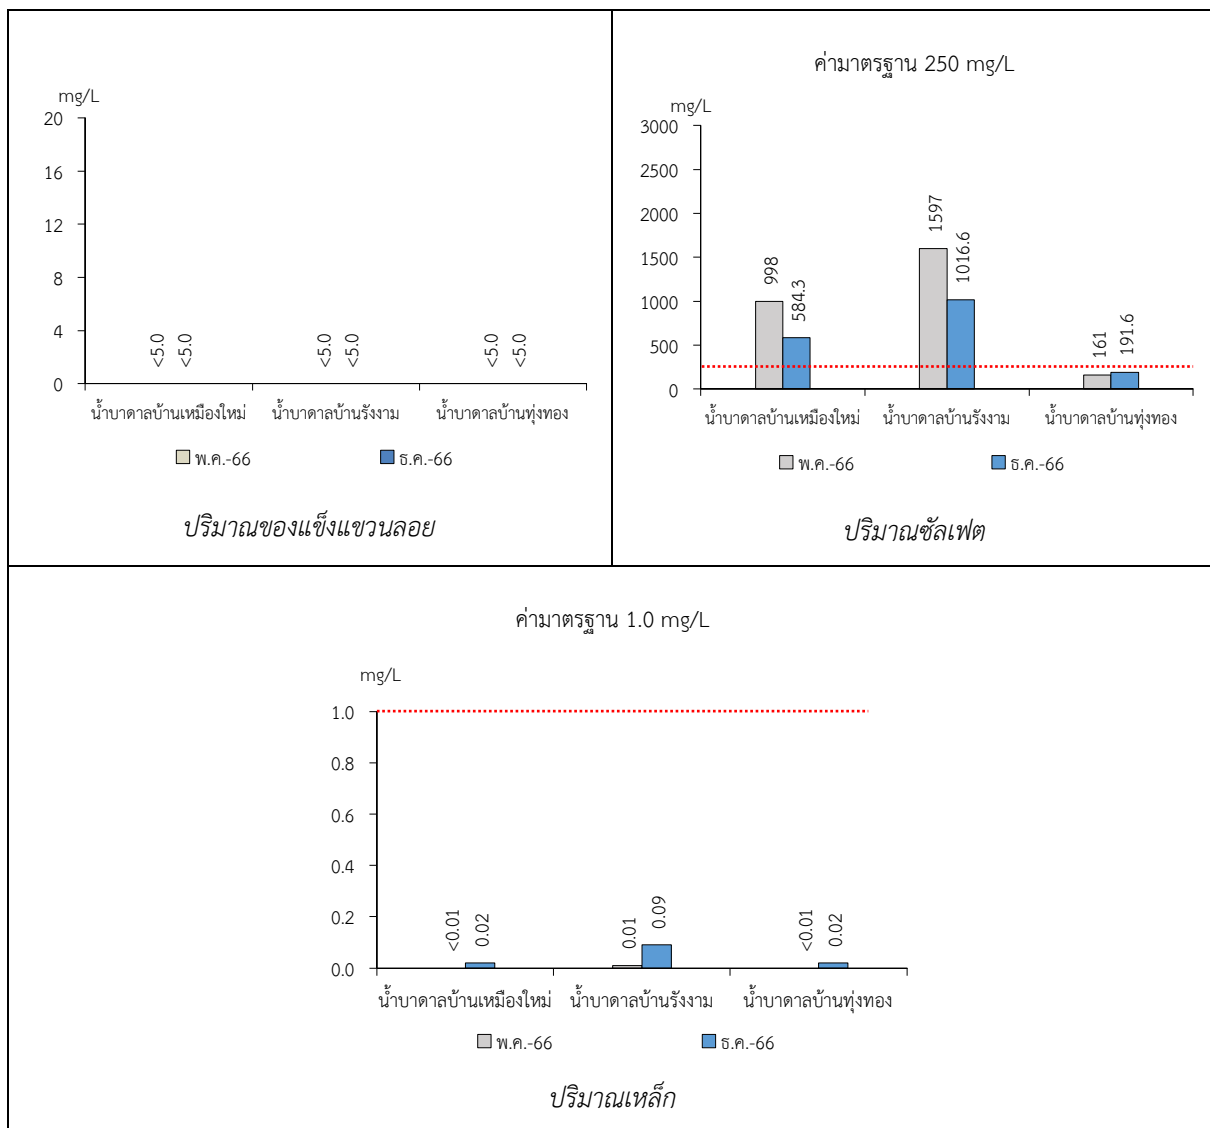 mg/L
20
16
12
8
4
0
<5.0
<5.0
<5.0
<5.0
<5.0
<5.0
น้ำบาดาลบ้านเหมืองใหม่
น้ำบาดาลบ้านรังงาม
น้ำบาดาลบ้านทุ่งทอง
พ.ค.-66
ธ.ค.-66
ปริมาณของแข็งแขวนลอย
ค่ามาตรฐาน 250 mg/L
mg/L
3000
2500
2000
1500
1000
500
0
998
584.3
1597
1016.6
161
191.6
น้ำบาดาลบ้านเหมืองใหม่
น้ำบาดาลบ้านรังงาม
น้ำบาดาลบ้านทุ่งทอง
พ.ค.-66
ธ.ค.-66
ปริมาณซัลเฟต
ค่ามาตรฐาน 1.0 mg/L
mg/L
1.0
0.8
0.6
0.4
0.2
0.0
<0.01
0.02
0.01
0.09
<0.01
0.02
น้ำบาดาลบ้านเหมืองใหม่
น้ำบาดาลบ้านรังงาม
น้ำบาดาลบ้านทุ่งทอง
พ.ค.-66
ธ.ค.-66
ปริมาณเหล็ก